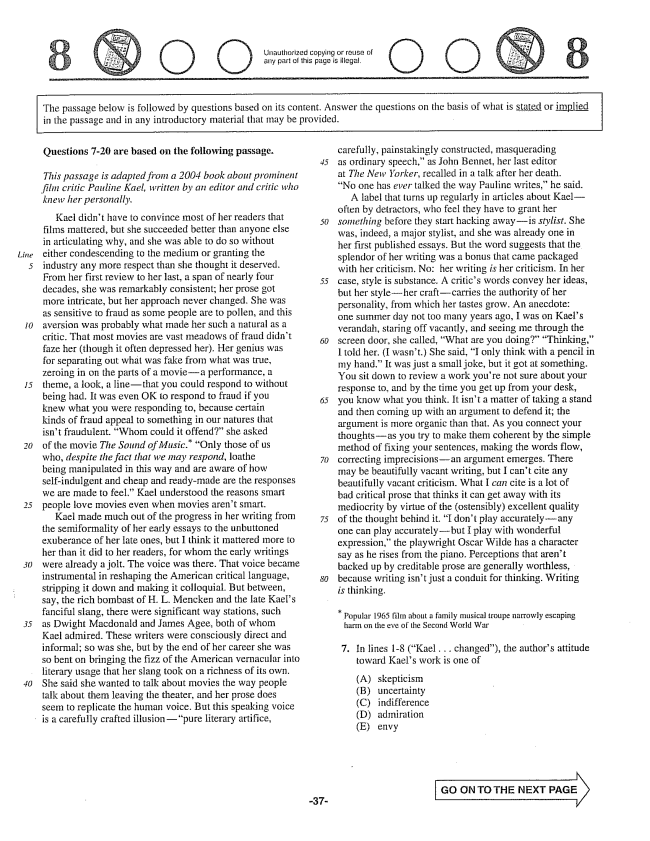 8
Unauthorized copying or reuse of
any part of this page is illegal.
8
The passage below is followed by questions based on its content. Answer the questions on the basis of what is stated or implied
in the passage and in any introductory material that may be provided.
Questions 7-20 are based on the following passage.
This passage is adapted from a 2004 book about prominent
film critic Pauline Kael, written by an editor and critic who
knew her personally.
Kael didn't have to convince most of her readers that
films mattered, but she succeeded better than anyone else
in articulating why, and she was able to do so without
Line either condescending to the medium or granting the
5 industry any more respect than she thought it deserved.
From her first review to her last, a span of nearly four
decades, she was remarkably consistent; her prose got
more intricate, but her approach never changed. She was
as sensitive to fraud as some people are to pollen, and this
10 aversion was probably what made her such a natural as a
critic. That most movies are vast meadows of fraud didn't
faze her (though it often depressed her). Her genius was
for separating out what was fake from what was true,
zeroing in on the parts of a movie—a performance, a
15 theme, a look, a line—that you could respond to without
being had. It was even OK to respond to fraud if you
knew what you were responding to, because certain
kinds of fraud appeal to something in our natures that
isn't fraudulent. "Whom could it offend?" she asked
20 of the movie The Sound of Music.* "Only those of us
who, despite the fact that we may respond, loathe
being manipulated in this way and are aware of how
self-indulgent and cheap and ready-made are the responses
we are made to feel." Kael understood the reasons smart
25 people love movies even when movies aren't smart.
Kael made much out of the progress in her writing from
the semiformality of her early essays to the unbuttoned
exuberance of her late ones, but I think it mattered more to
her than it did to her readers, for whom the early writings
30 were already a jolt. The voice was there. That voice became
instrumental in reshaping the American critical language,
stripping it down and jazzing it up. But between,
say, the rich bombast of H. L. Mencken and the late Kael's
fanciful slang, there were significant way stations, such
35 as Dwight Macdonald and James Agee, both of whom
Kael admired. These writers were consciously direct and
informal; so was she, but by the end of her career she was
so bent on bringing the fizz of the American vernacular into
literary usage that her slang took on a richness of its own.
40 She said she wanted to talk about movies the way people
talk about them leaving the theater, and her prose does
seem to replicate the human voice. But this speaking voice
is a carefully crafted illusion—"pure literary artifice,
carefully, painstakingly constructed, masquerading
45 as ordinary speech," as John Bennet, her last editor
at The New Yorker, recalled in a talk after her death.
"No one has ever talked the way Pauline writes," he said.
A label that turns up regularly in articles about Kael—
often by detractors, who feel they have to grant her
50 something before they start hacking away—is stylist. She
was, indeed, a major stylist, and she was already one in
her first published essays. But the word suggests that the
splendor of her writing was a bonus that came packaged
with her criticism. No: her writing is her criticism. In her
55 case, style is substance. A critic's words convey her ideas,
but her style—her craft—carries the authority of her
personality, from which her tastes grow. An anecdote:
one summer day not too many years ago, I was on Kael's
verandah, staring off vacantly, and seeing me through the
60 screen door, she called, "What are you doing?" "Thinking,"
I told her. (I wasn't.) She said, "I only think with a pencil in
my hand." It was just a small joke, but it got at something.
You sit down to review a work you're not sure about your
response to, and by the time you get up from your desk,
65 you know what you think. It isn't a matter of taking a stand
and then coming up with an argument to defend it; the
argument is more organic than that. As you connect your
thoughts—as you try to make them coherent by the simple
method of fixing your sentences, making the words flow,
70 correcting imprecisions—an argument emerges. There
may be beautifully vacant writing, but I can't cite any
beautifully vacant criticism. What I can cite is a lot of
bad critical prose that thinks it can get away with its
mediocrity by virtue of the (ostensibly) excellent quality
75 of the thought behind it. "I don't play accurately—any
one can play accurately—but I play with wonderful
expression," the playwright Oscar Wilde has a character
say as he rises from the piano. Perceptions that aren't
backed up by creditable prose are generally worthless,
80 because writing isn't just a conduit for thinking. Writing
is thinking.
* Popular 1965 film about a family musical troupe narrowly escaping
harm on the eve of the Second World War
7. In lines 1-8 ("Kael . . . changed"), the author's attitude
toward Kael's work is one of
(A) skepticism
(B) uncertainty
(C) indifference
(D) admiration
(E) envy
GO ON TO THE NEXT PAGE
-37-